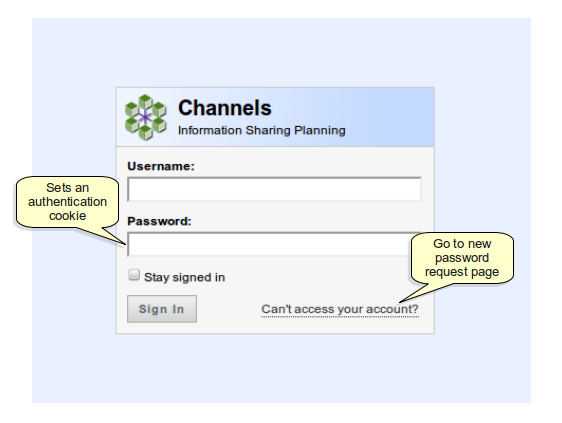 Channels
Information Sharing Planning
Username:
Sets an
authentication
cookie
Password:
Go to new
password
request page
Stay signed in
Sign In
Can't access your account?